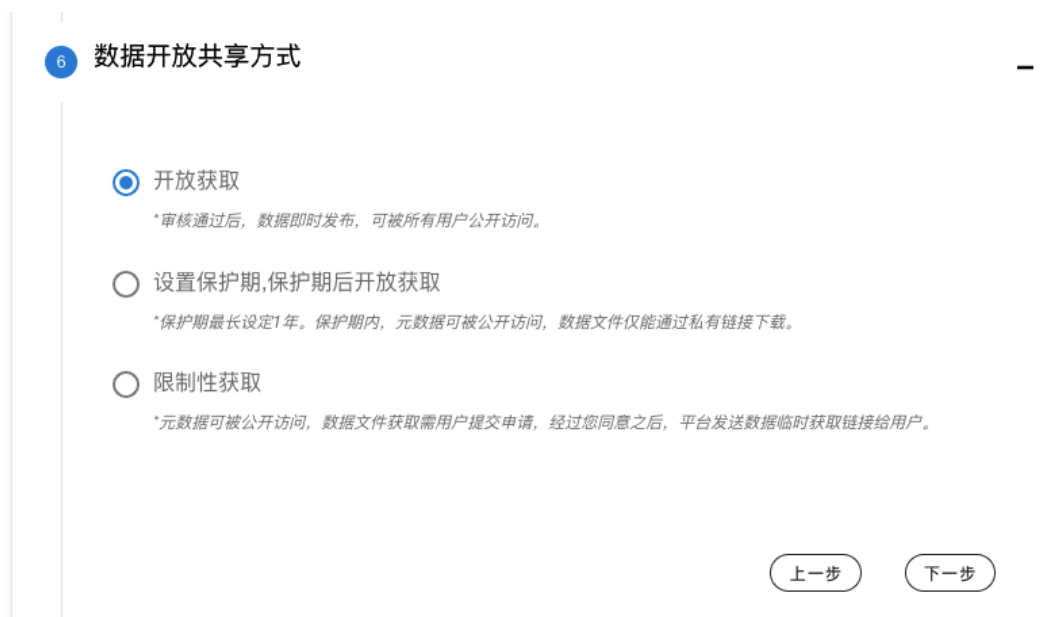 6 数据开放共享方式
开放获取
*审核通过后，数据即时发布，可被所有用户公开访问。
设置保护期,保护期后开放获取
*保护期最长设定1年。保护期内，元数据可被公开访问，数据文件仅能通过私有链接下载。
限制性获取
*元数据可被公开访问，数据文件获取需用户提交申请，经过您同意之后，平台发送数据临时获取链接给用户。
上一步 下一步